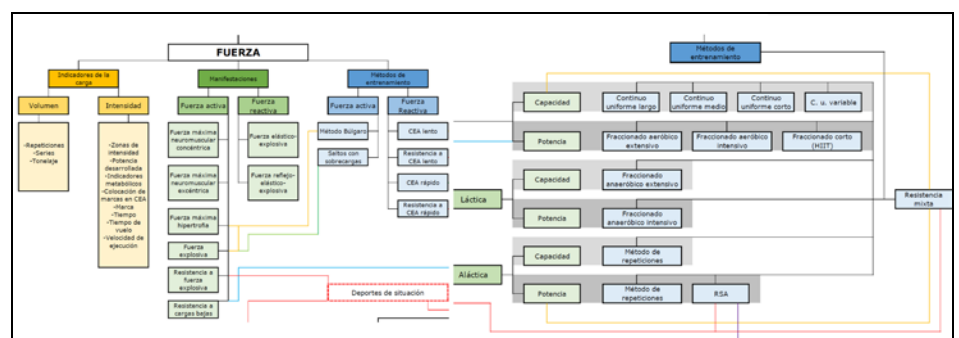 FUERZA
Indicadores de la
carga
Manifestaciones
Métodos de
entrenamiento
Volumen
Intensidad
Fuerza activa
Fuerza
Reactiva
Fuerza activa
Fuerza
Reactiva
-Repeticiones
-Series
-Tonelaje
-Zonas de
intensidad
-Potencia
desarrollada
-Indicadores
metabólicos
-Colocación de
marcas en CEA
-Marca
-Tiempo
-Tiempo de
vuelo
-Velocidad de
ejecución
Fuerza máxima
neuromuscular
concéntrica
Fuerza máxima
neuromuscular
excéntrica
Fuerza máxima
hipertrofia
Fuerza
explosiva
Resistencia a
fuerza
explosiva
Resistencia a
cargas bajas
Fuerza elástico-
explosiva
Fuerza reflejo-
elástico-
explosiva
Método Búlgaro
Saltos con
sobrecargas
CEA lento
Resistencia a
CEA lento
CEA rápido
Resistencia a
CEA rápido
Deportes de situación
Métodos de
entrenamiento
Capacidad
Continuo
uniforme largo
Continuo
uniforme medio
Continuo
uniforme corto
C. u. variable
Potencia
Fraccionado aeróbico
extensivo
Fraccionado aeróbico
intensivo
Fraccionado corto
(HIIT)
Láctica
Capacidad
Fraccionado
anaeróbico extensivo
Potencia
Fraccionado
anaeróbico intensivo
Resistencia
mixta
Aláctica
Capacidad
Método de
repeticiones
Potencia
Método de
repeticiones
RSA